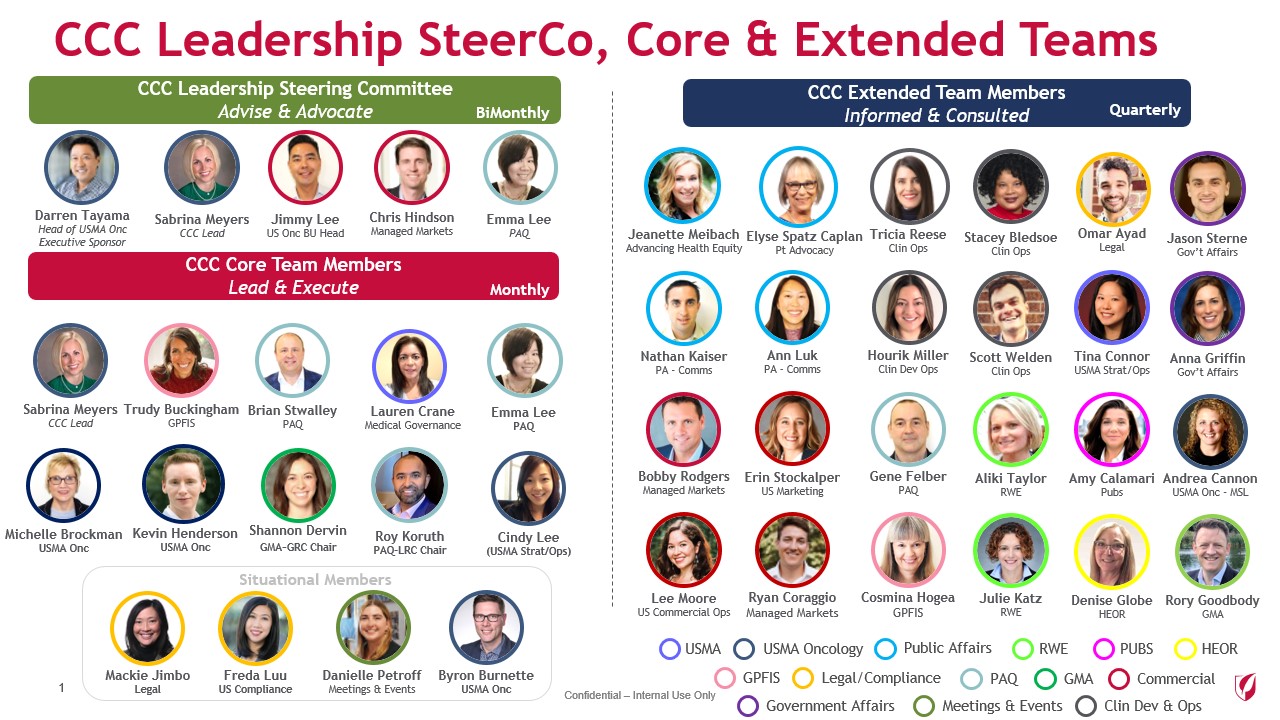 CCC Leadership SteerCo, Core & Extended Teams
CCC Leadership Steering Committee
Advise & Advocate
BiMonthly
Darren Tayama
Head of USMA Onc
Executive Sponsor
Sabrina Meyers
CCC Lead
Jimmy Lee
US Onc BU Head
Chris Hindson
Managed Markets
Emma Lee
PAQ
CCC Core Team Members
Lead & Execute
Monthly
Sabrina Meyers
CCC Lead
Trudy Buckingham
GPFIS
Brian Stwalley
PAQ
Lauren Crane
Medical Governance
Emma Lee
PAQ
Michelle Brockman
USMA Onc
Kevin Henderson
USMA Onc
Shannon Dervin
GMA-GRC Chair
Roy Koruth
PAQ-LRC Chair
Cindy Lee
(USMA Strat/Ops)
Situational Members
Mackie Jimbo
Legal
Freda Luu
US Compliance
Danielle Petroff
Meetings & Events
Byron Burnette
USMA Onc
1
CCC Extended Team Members
Informed & Consulted
Quarterly
Jeanette Meibach
Advancing Health Equity
Elyse Spatz Caplan
Pt Advocacy
Tricia Reese
Clin Ops
Stacey Bledsoe
Clin Ops
Omar Ayad
Legal
Jason Sterne
Gov't Affairs
Nathan Kaiser
PA - Comms
Ann Luk
PA - Comms
Hourik Miller
Clin Dev Ops
Scott Welden
Clin Ops
Tina Connor
USMA Strat/Ops
Anna Griffin
Gov't Affairs
Bobby Rodgers
Managed Markets
Erin Stockalper
US Marketing
Gene Felber
PAQ
Aliki Taylor
RWE
Amy Calamari
Pubs
Andrea Cannon
USMA Onc - MSL
Lee Moore
US Commercial Ops
Ryan Coraggio
Managed Markets
Cosmina Hogea
GPFIS
Julie Katz
RWE
Denise Globe
HEOR
Rory Goodbody
GMA
USMA
USMA Oncology
Public Affairs
RWE
PUBS
HEOR
GPFIS
Legal/Compliance
PAQ
GMA
Commercial
Government Affairs
Meetings & Events
Clin Dev & Ops
Confidential – Internal Use Only